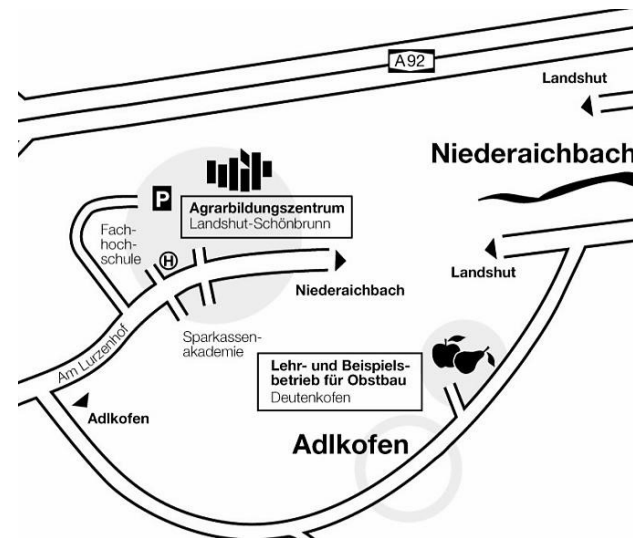 A92
Landshut
Niederaichbach
P
Agrarbildungszentrum
Landshut-Schönbrunn
Fach-
hoch-
schule
H
Landshut
Niederaichbach
Sparkassen-
akademie
Am Lurzenhof
Lehr- und Beispiels-
betrieb für Obstbau
Deutenkofen
Adlkofen
Adlkofen